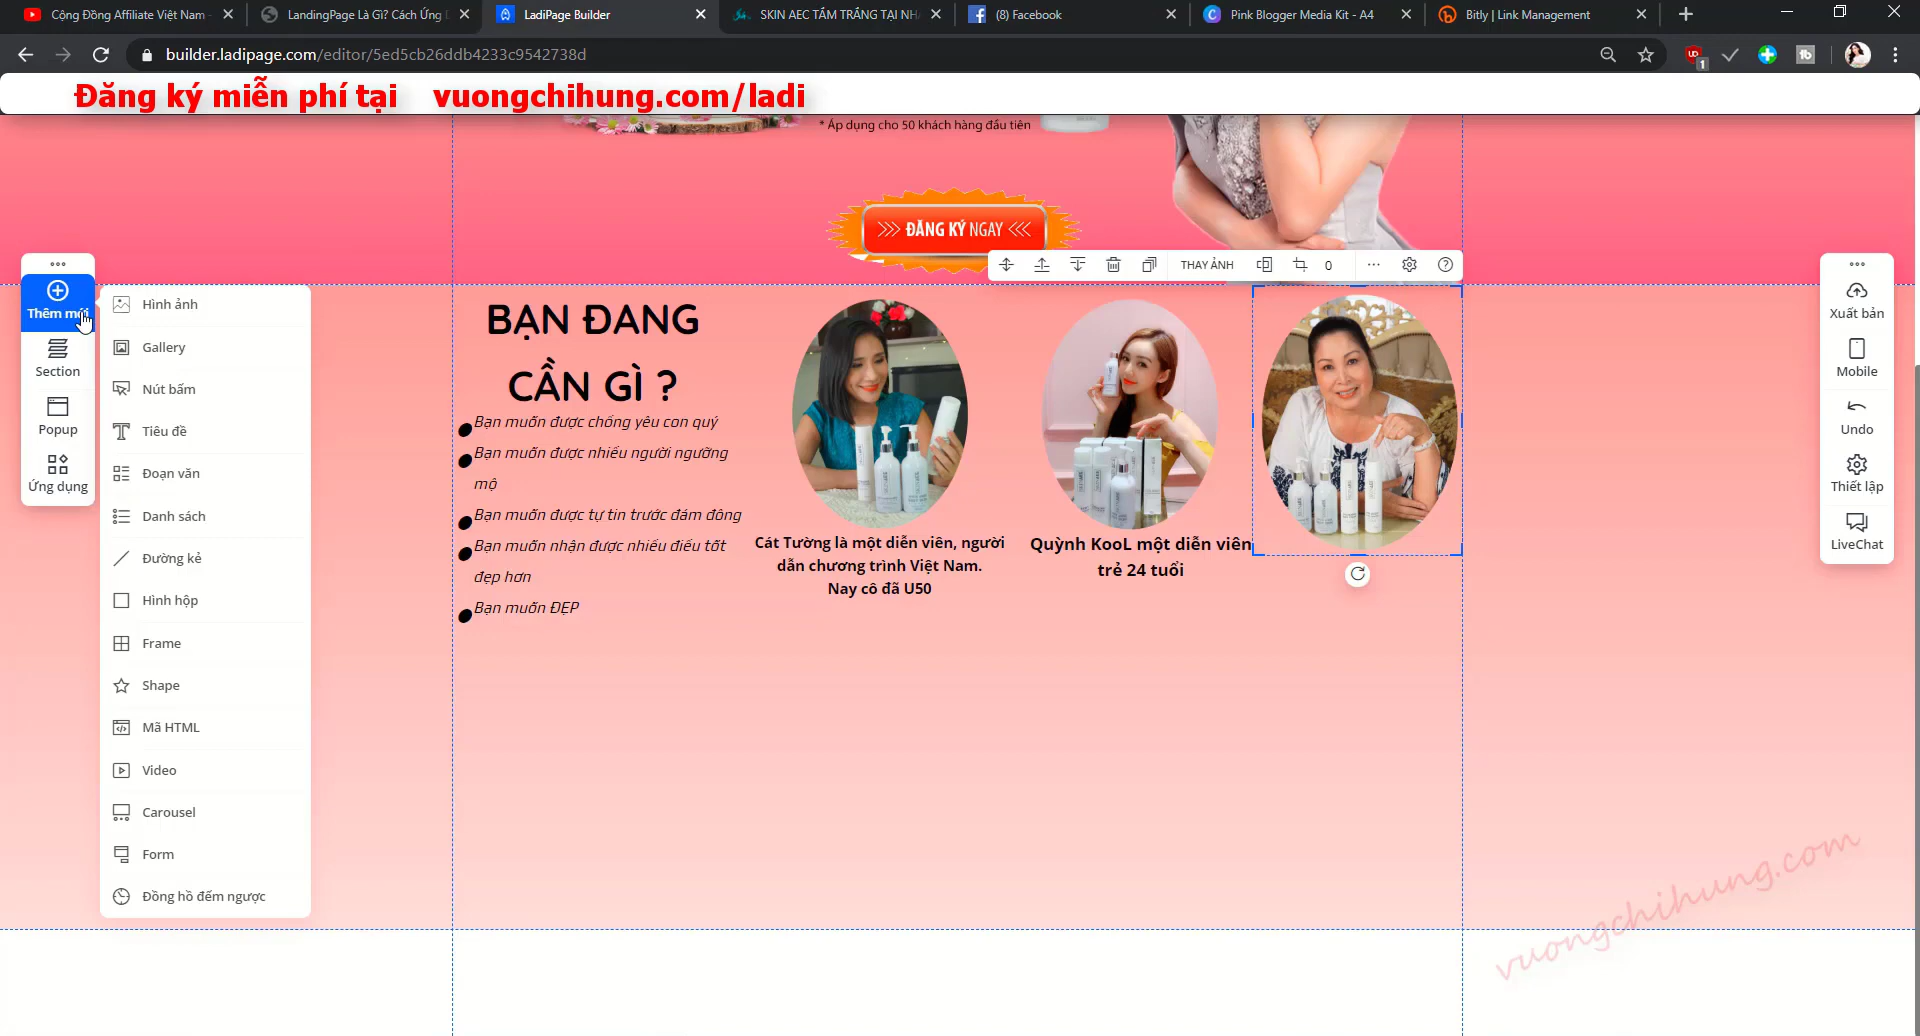 Cộng Đồng Affiliate Việt Nam -
LandingPage Là Gì? Cách Ứng D
LadiPage Builder
SKIN AEC TẮM TRẮNG TẠI NHÀ
(8) Facebook
Pink Blogger Media Kit - A4
Bitly | Link Management
builder.ladipage.com/editor/5ed5cb26ddb4233c9542738d
1
Đăng ký miễn phí tại vuongchihung.com/ladi
* Áp dụng cho 50 khách hàng đầu tiên
ĐĂNG KÝ NGAY
THAY ẢNH
0
Thêm mới
Section
Popup
Ứng dụng
Hình ảnh
Gallery
Nút bấm
Tiêu đề
Đoạn văn
Danh sách
Đường kẻ
Hình hộp
Frame
Shape
Mã HTML
Video
Carousel
Form
Đồng hồ đếm ngược
BẠN ĐANG
CẦN GÌ ?
Bạn muốn được chồng yêu con quý
Bạn muốn được nhiều người ngưỡng
mộ
Bạn muốn được tự tin trước đám đông
Bạn muốn nhận được nhiều điều tốt
đẹp hơn
Bạn muốn ĐẸP
Cát Tường là một diễn viên, người
dẫn chương trình Việt Nam.
Nay cô đã U50
Quỳnh KooL một diễn viên
trẻ 24 tuổi
Xuất bản
Mobile
Undo
Thiết lập
LiveChat
vuongchihung.com